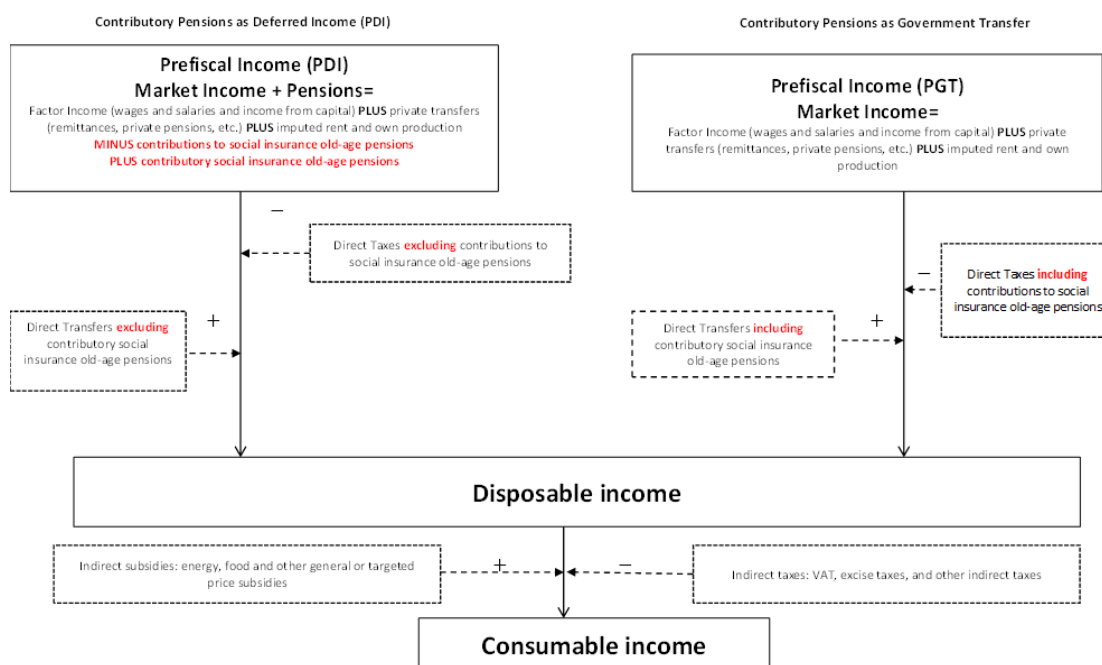 Contributory Pensions as Deferred Income (PDI)
Contributory Pensions as Government Transfer
Prefiscal Income (PDI)
Market Income + Pensions=
Factor Income (wages and salaries and income from capital) PLUS private transfers
(remittances, private pensions, etc.) PLUS imputed rent and own production
MINUS contributions to social insurance old-age pensions
PLUS contributory social insurance old-age pensions
Prefiscal Income (PGT)
Market Income=
Factor Income (wages and salaries and income from capital) PLUS private
transfers (remittances, private pensions, etc.) PLUS imputed rent and own
production
–
Direct Taxes excluding contributions to
social insurance old-age pensions
–
Direct Taxes including
contributions to social
insurance old-age pensions
+
Direct Transfers excluding
contributory social
insurance old-age pensions
+
Direct Transfers including
contributory social insurance
old-age pensions
Disposable income
+
–
Indirect subsidies: energy, food and other general or targeted
price subsidies
Indirect taxes: VAT, excise taxes, and other indirect taxes
Consumable income